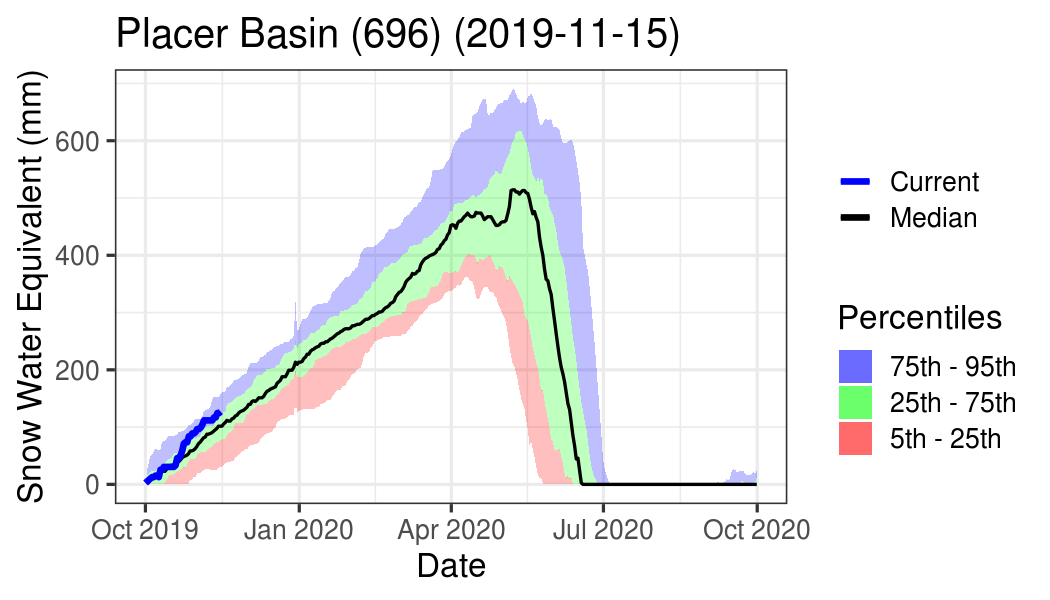 Placer Basin (696) (2019-11-15)
Snow Water Equivalent (mm)
600
400
200
0
Oct 2019
Jan 2020
Apr 2020
Jul 2020
Oct 2020
Date
Current
Median
Percentiles
75th - 95th
25th - 75th
5th - 25th